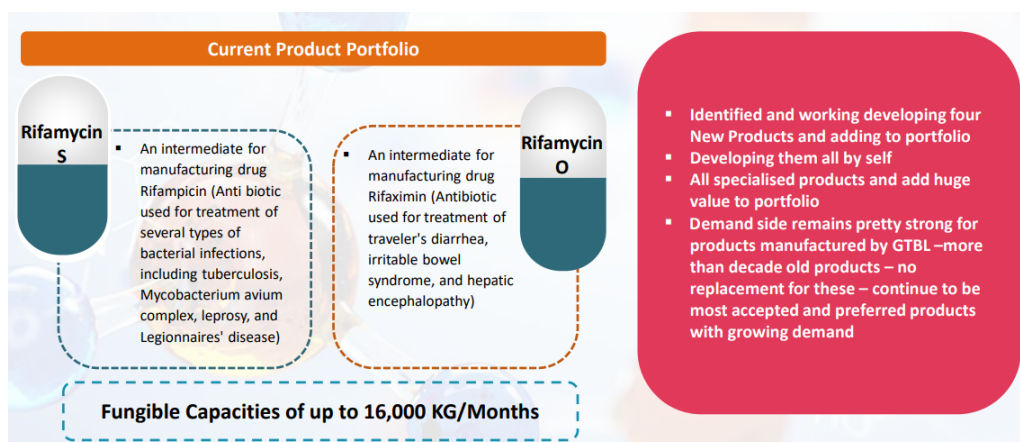 Current Product Portfolio
Rifamycin
S
▪ An intermediate for
manufacturing drug
Rifampicin (Anti biotic
used for treatment of
several types of
bacterial infections,
including tuberculosis,
Mycobacterium avium
complex, leprosy, and
Legionnaires' disease)
▪ An intermediate for
manufacturing drug
Rifaximin (Antibiotic
used for treatment of
traveler's diarrhea,
irritable bowel
syndrome, and hepatic
encephalopathy)
Rifamycin
O
Fungible Capacities of up to 16,000 KG/Months
▪ Identified and working developing four
New Products and adding to portfolio
▪ Developing them all by self
▪ All specialised products and add huge
value to portfolio
▪ Demand side remains pretty strong for
products manufactured by GTBL –more
than decade old products – no
replacement for these – continue to be
most accepted and preferred products
with growing demand